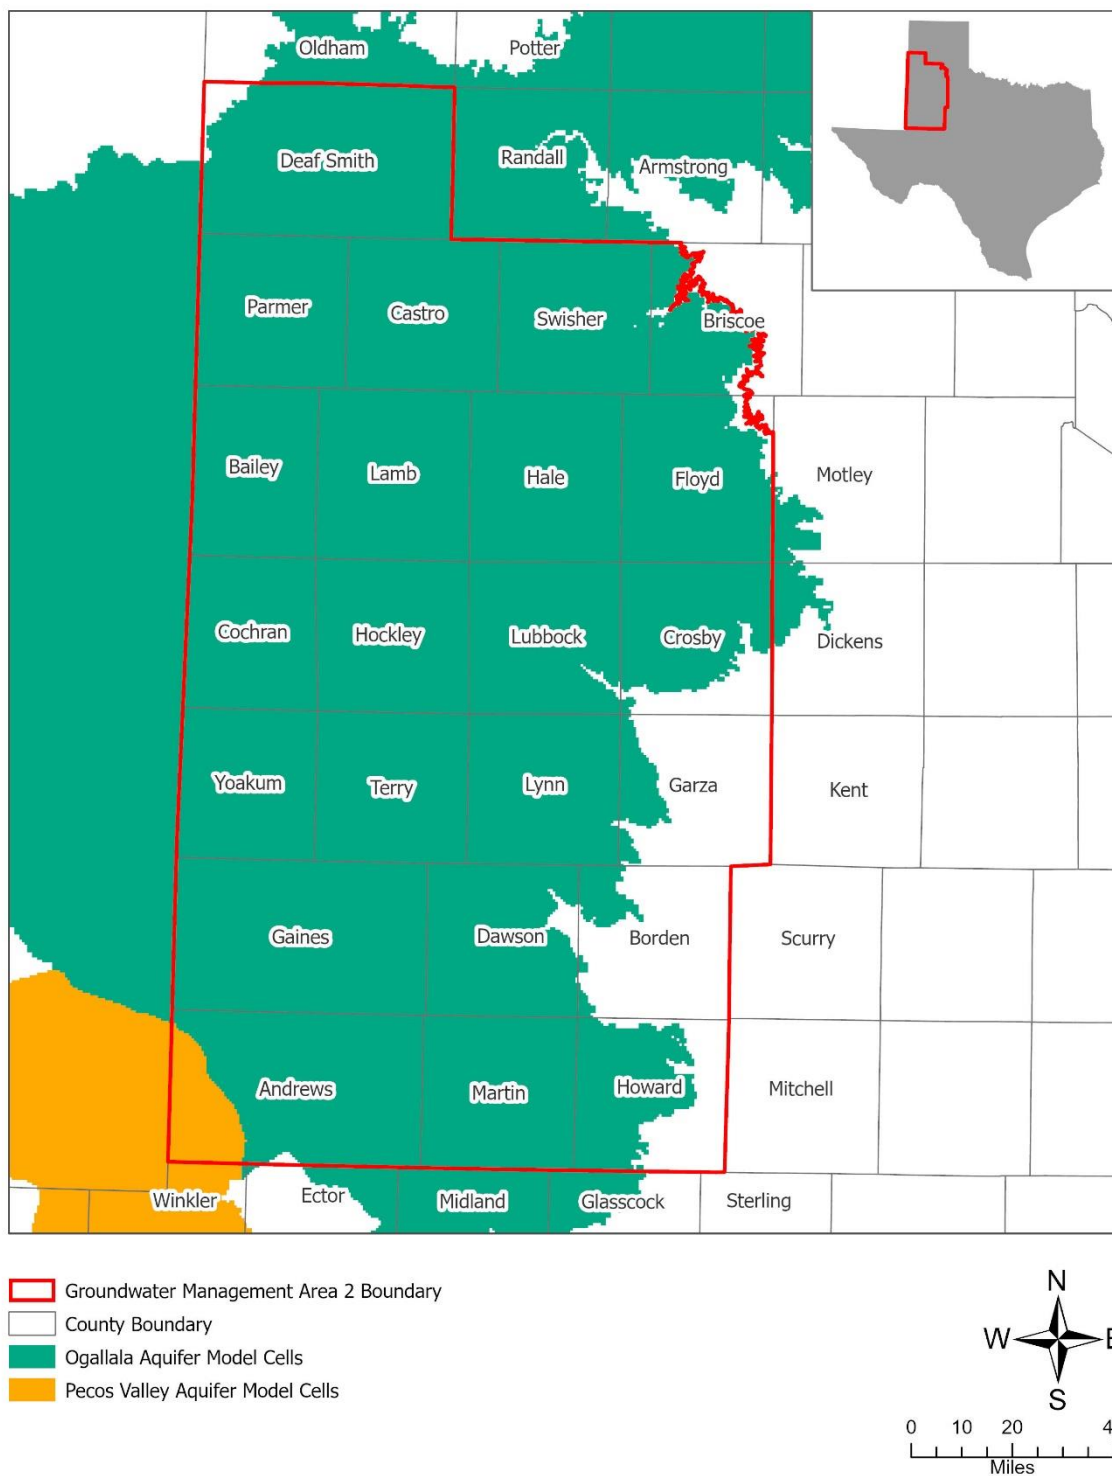 Oldham
Potter
Deaf Smith
Randall
Armstrong
Parmer
Castro
Swisher
Briscoe
Bailey
Lamb
Hale
Floyd
Motley
Cochran
Hockley
Lubbock
Crosby
Dickens
Yoakum
Terry
Lynn
Garza
Kent
Gaines
Dawson
Borden
Scurry
Andrews
Martin
Howard
Mitchell
Winkler
Ector
Midland
Glasscock
Sterling
Groundwater Management Area 2 Boundary
County Boundary
Ogallala Aquifer Model Cells
Pecos Valley Aquifer Model Cells
N
W
S
0 10 20
Miles